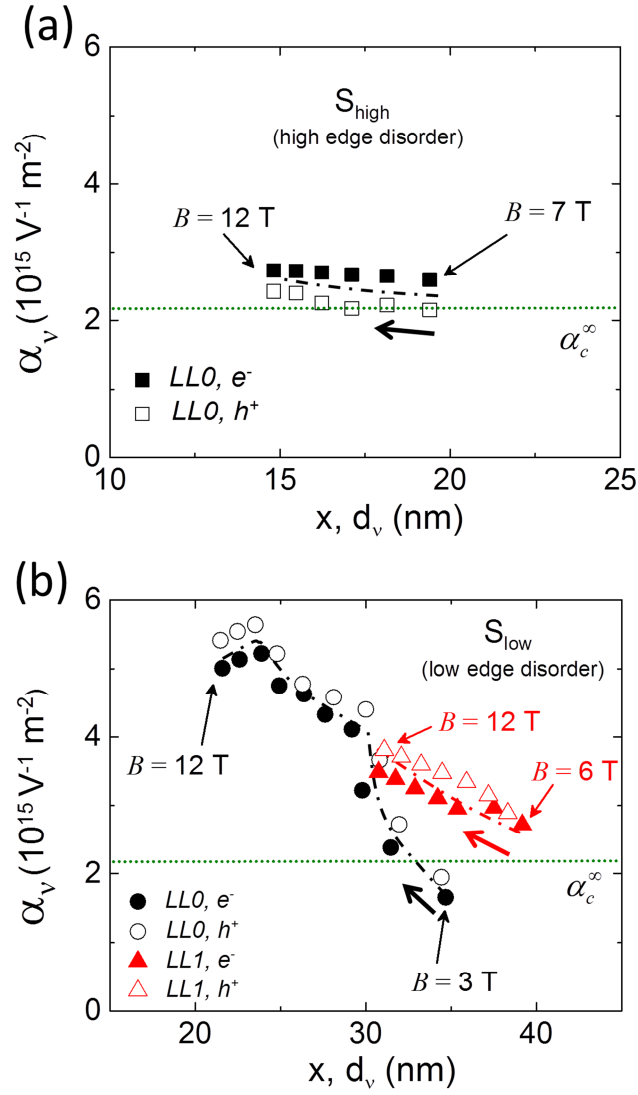 (a)
6
S_high
(high edge disorder)
4
B = 12 T
B = 7 T
α_ν (10^15 V^-1 m^-2)
2
α_c^∞
LL0, e^-
LL0, h^+
0
10 15 20 25
x, d_ν (nm)
(b)
6
S_low
(low edge disorder)
B = 12 T
4
B = 12 T
B = 6 T
α_ν (10^15 V^-1 m^-2)
2
α_c^∞
LL0, e^-
LL0, h^+
LL1, e^-
LL1, h^+
B = 3 T
0
20 30 40
x, d_ν (nm)